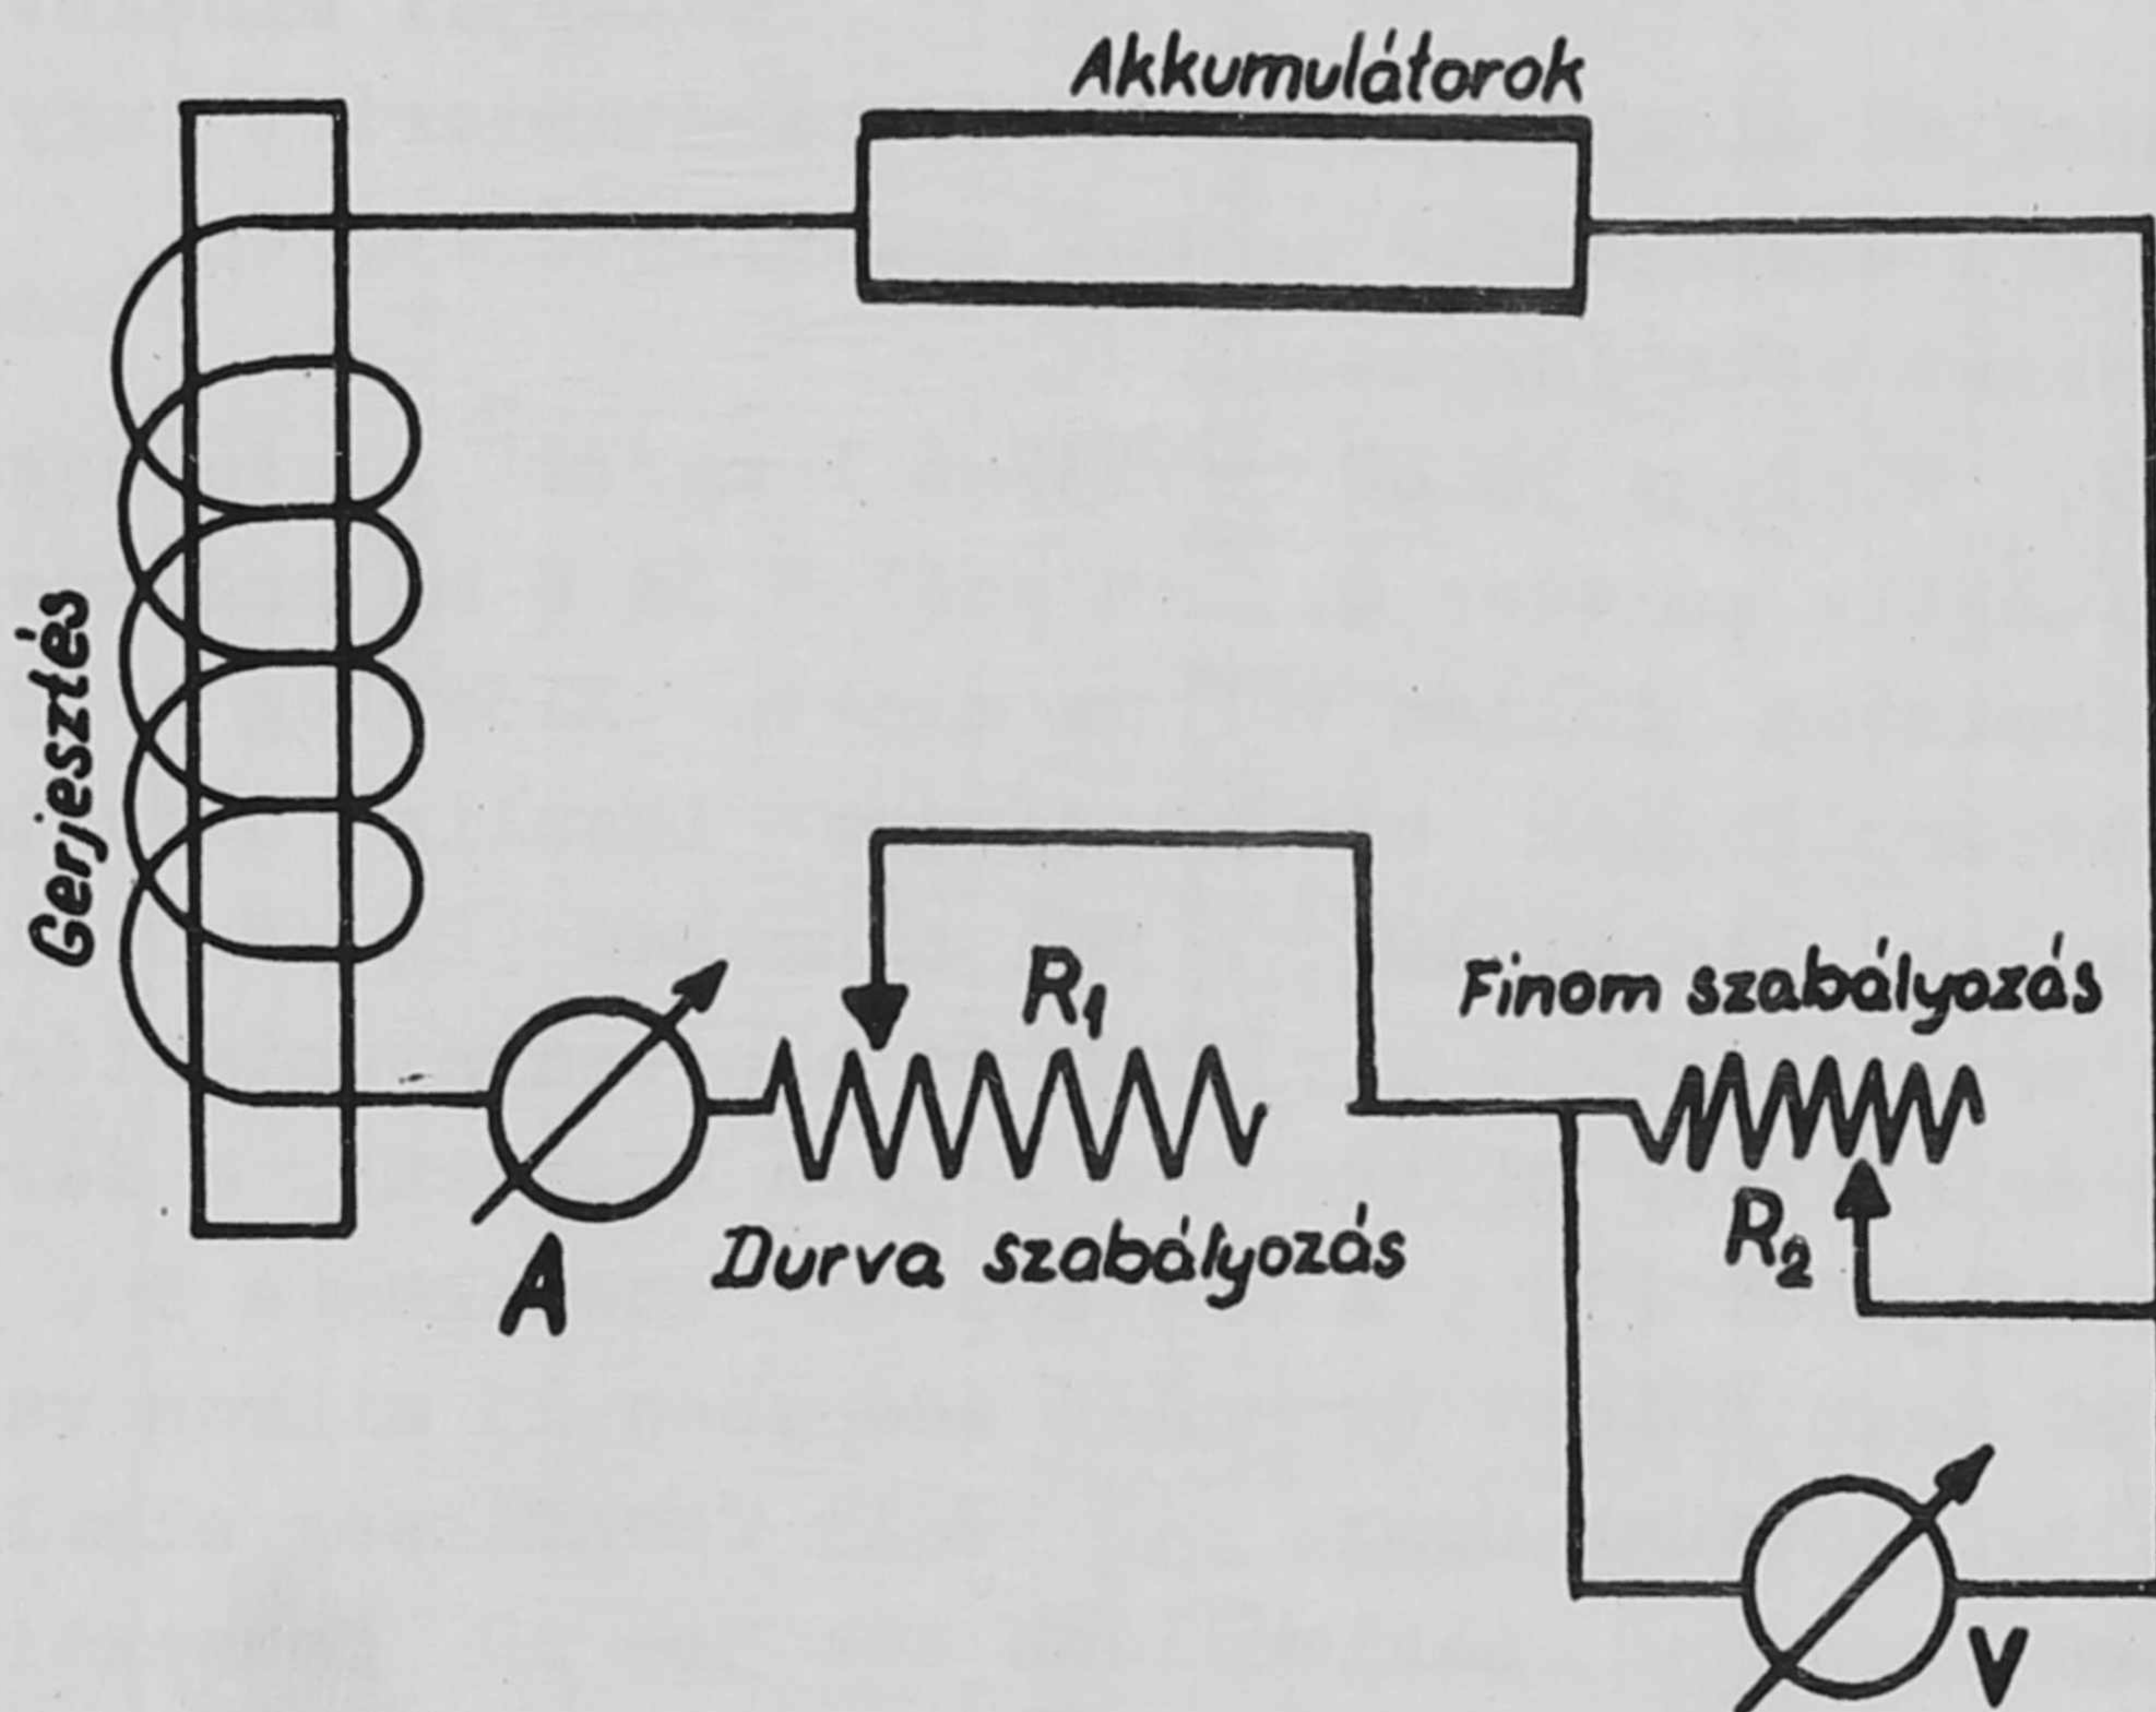 Akkumulátorok
Gerjesztés
R1
Finom szabályozás
R2
A
Durva szabályozás
V